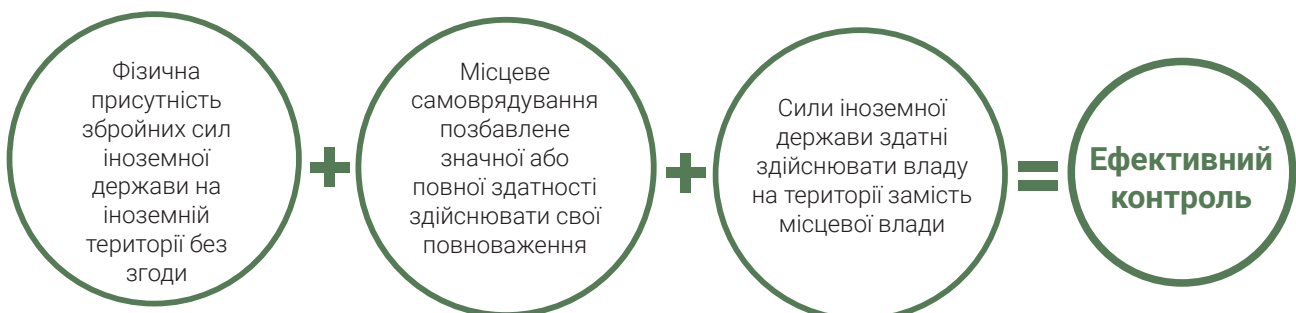 Фізична
присутність
збройних сил
іноземної
держави на
іноземній
території без
згоди
+
Місцеве
самоврядування
позбавлене
значної або
повної здатності
здійснювати свої
повноваження
+
Сили іноземної
держави здатні
здійснювати владу
на території замість
місцевої влади
=
Ефективний
контроль